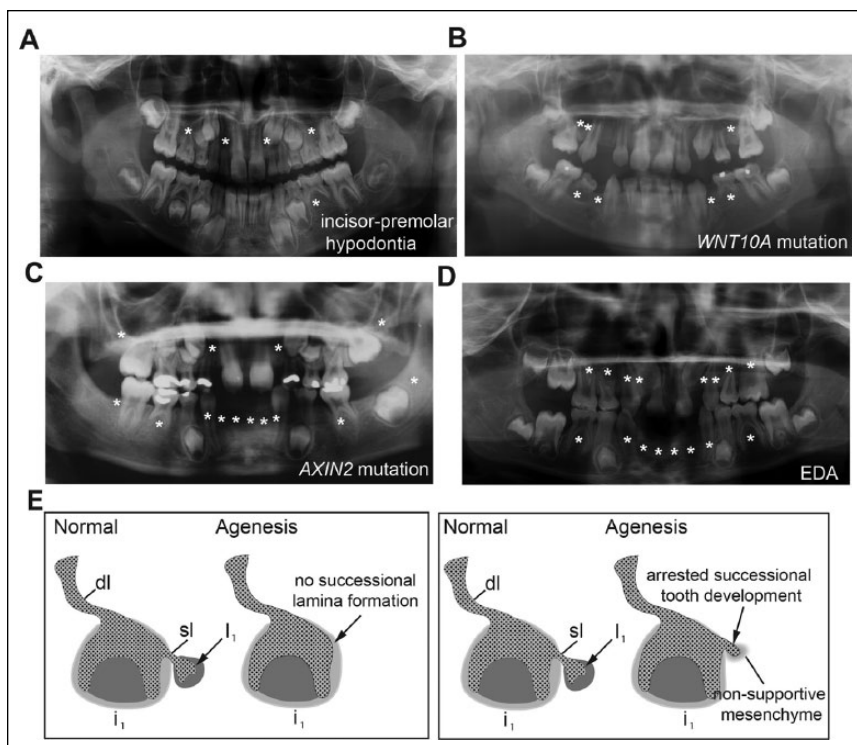 A
B
* * * *
*
incisor-premolar
hypodontia
** *
* * * *
WNT10A mutation
C
D
* * * *
* *
* * * * * * * *
AXIN2 mutation
* * ** ** * *
* * * * * * * *
EDA
E
Normal Agenesis
dl
no successional
lamina formation
sl I₁
i₁ i₁
Normal Agenesis
dl
arrested successional
tooth development
sl I₁
non-supportive
mesenchyme
i₁ i₁